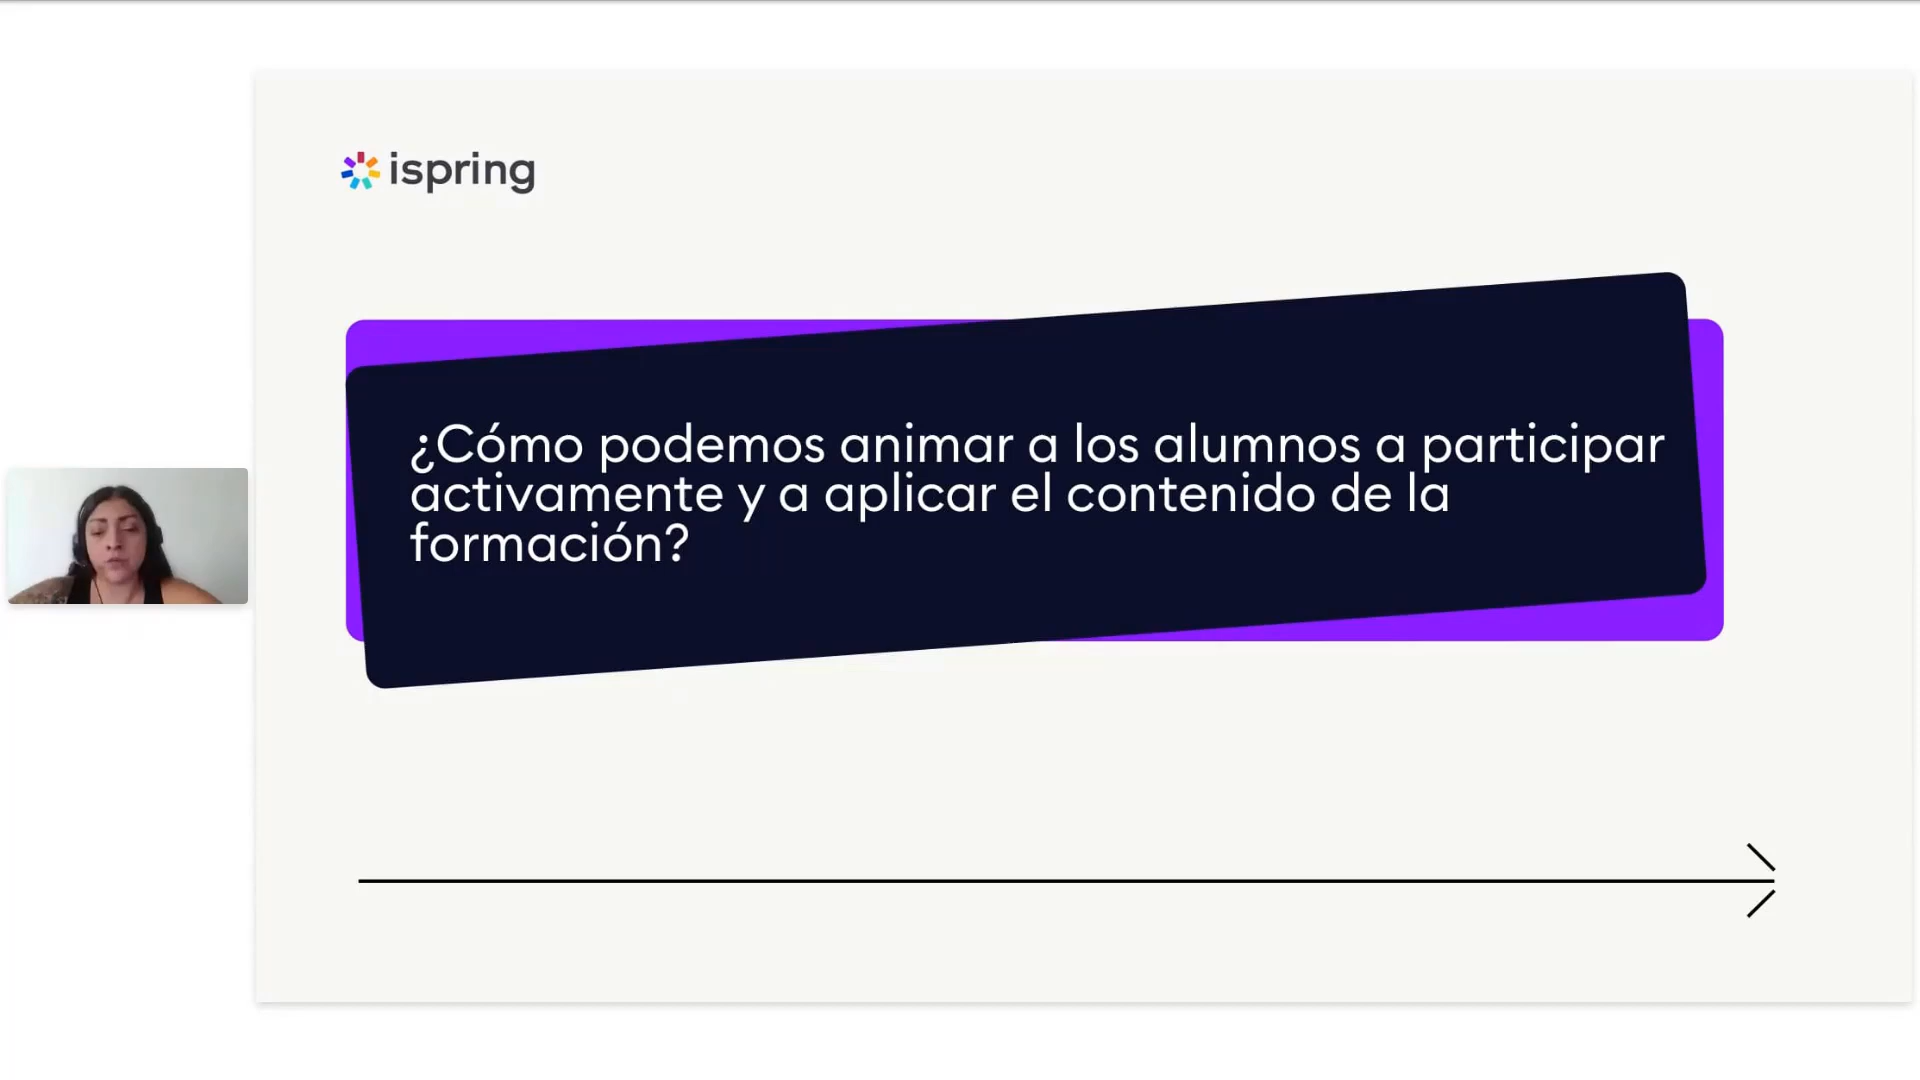 ispring
¿Cómo podemos animar a los alumnos a participar
activamente y a aplicar el contenido de la
formación?